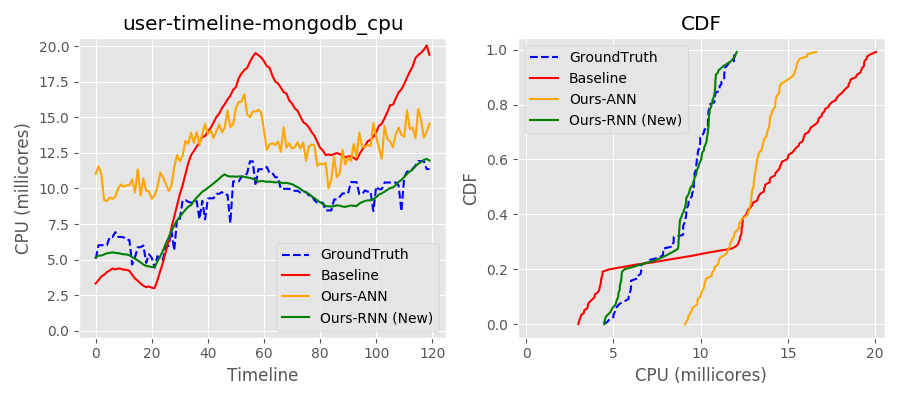 user-timeline-mongodb_cpu
CPU (millicores)
20.0
17.5
15.0
12.5
10.0
7.5
5.0
2.5
0.0
0
20
40
60
80
100
120
Timeline
GroundTruth
Baseline
Ours-ANN
Ours-RNN (New)
CDF
CDF
1.0
0.8
0.6
0.4
0.2
0.0
0
5
10
15
20
CPU (millicores)
GroundTruth
Baseline
Ours-ANN
Ours-RNN (New)